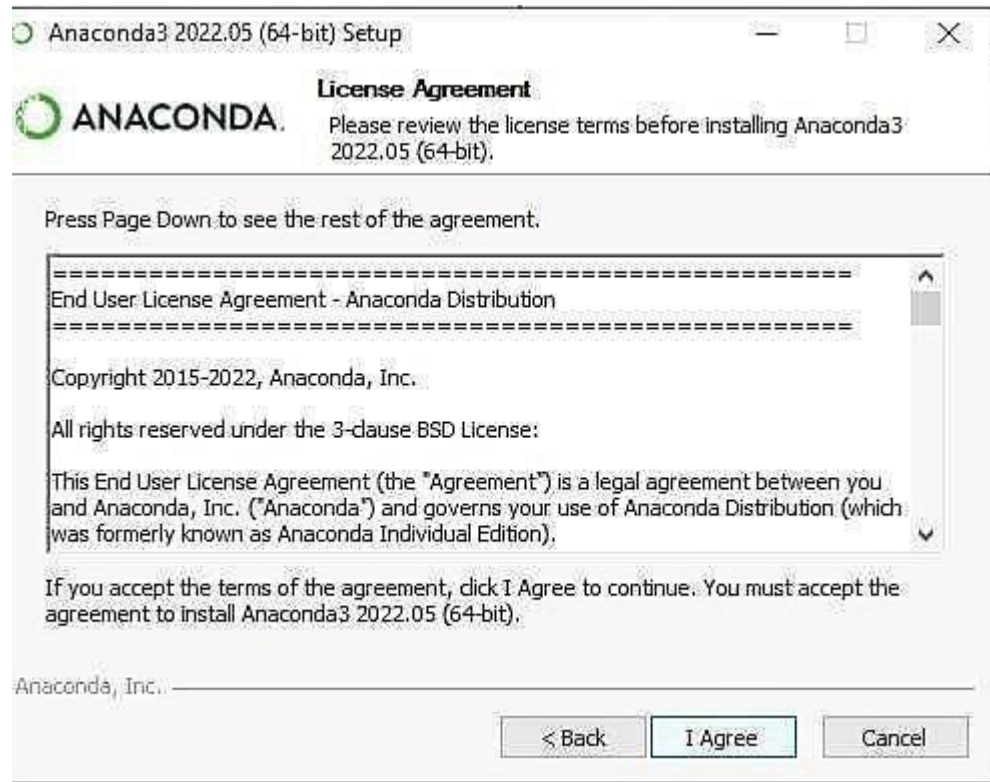 Anaconda3 2022.05 (64-bit) Setup
ANACONDA.
License Agreement
Please review the license terms before installing Anaconda3
2022.05 (64-bit).
Press Page Down to see the rest of the agreement.
===================================================
End User License Agreement - Anaconda Distribution
===================================================
Copyright 2015-2022, Anaconda, Inc.
All rights reserved under the 3-clause BSD License:
This End User License Agreement (the "Agreement") is a legal agreement between you
and Anaconda, Inc. ("Anaconda") and governs your use of Anaconda Distribution (which
was formerly known as Anaconda Individual Edition).
If you accept the terms of the agreement, click I Agree to continue. You must accept the
agreement to install Anaconda3 2022.05 (64-bit).
Anaconda, Inc.
< Back
I Agree
Cancel